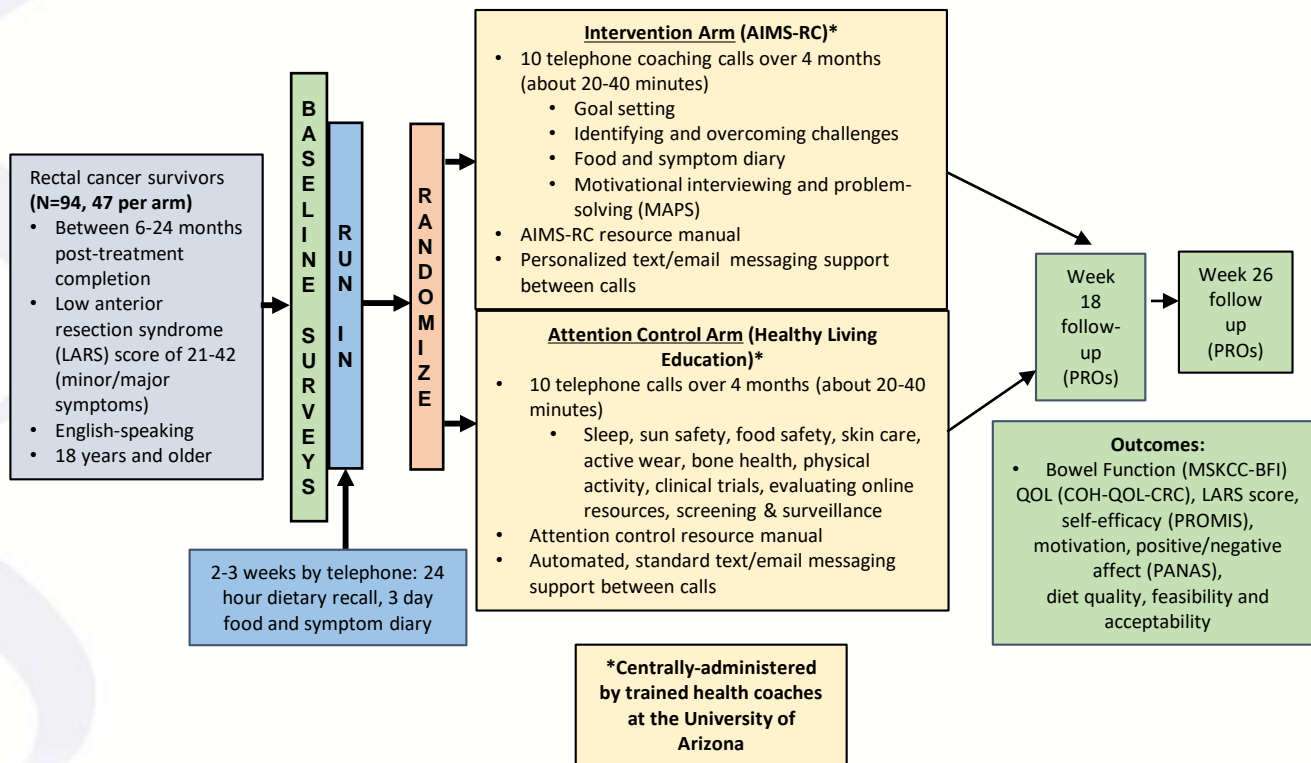 Rectal cancer survivors
(N=94, 47 per arm)
• Between 6-24 months
post-treatment
completion
• Low anterior
resection syndrome
(LARS) score of 21-42
(minor/major
symptoms)
• English-speaking
• 18 years and older
BASELINE SURVEYS
RUN IN
2-3 weeks by telephone: 24
hour dietary recall, 3 day
food and symptom diary
RANDOMIZE
Intervention Arm (AIMS-RC)*
• 10 telephone coaching calls over 4 months
(about 20-40 minutes)
• Goal setting
• Identifying and overcoming challenges
• Food and symptom diary
• Motivational interviewing and problem-
solving (MAPS)
• AIMS-RC resource manual
• Personalized text/email messaging support
between calls
Attention Control Arm (Healthy Living
Education)*
• 10 telephone calls over 4 months (about 20-40
minutes)
• Sleep, sun safety, food safety, skin care,
active wear, bone health, physical
activity, clinical trials, evaluating online
resources, screening & surveillance
• Attention control resource manual
• Automated, standard text/email messaging
support between calls
*Centrally-administered
by trained health coaches
at the University of
Arizona
Week
18
follow-
up
(PROs)
Week 26
follow
up
(PROs)
Outcomes:
• Bowel Function (MSKCC-BFI)
QOL (COH-QOL-CRC), LARS score,
self-efficacy (PROMIS),
motivation, positive/negative
affect (PANAS),
diet quality, feasibility and
acceptability